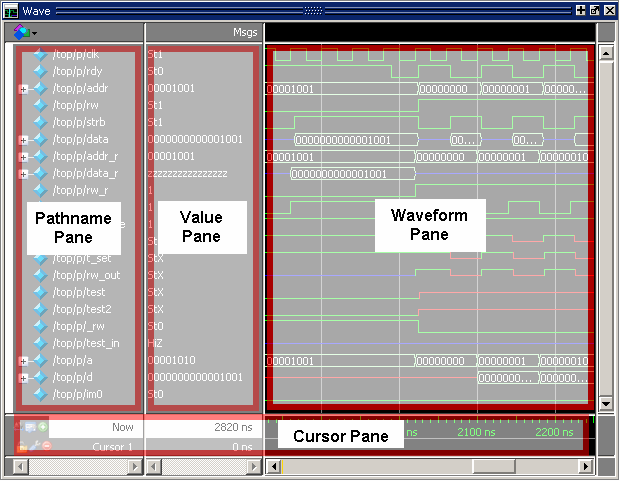 Wave
Msgs
/top/p/clk St1
/top/p/rdy St0
/top/p/addr 00001001 00001001 00000000 00000001 00000...
/top/p/rw St1
/top/p/strb St1
/top/p/data 0000000000001001 0000000000001001 00... 00...
/top/p/addr_r 00001001 00001001 00000000 00000001 00000010
/top/p/data_r zzzzzzzzzzzzzzzz 0000000000001001
/top/p/rw_r 1
Pathname Pane
Value Pane
Waveform Pane
/top/p/t_set StX
/top/p/rw_out StX
/top/p/test StX
/top/p/test2 StX
/top/p/_rw St0
/top/p/test_in HiZ
/top/p/a 00001010 00001001 00000000 00000001 00000010
/top/p/d 0000000000001001 000000... 000000...
/top/p/im0 St0
Now 2820 ns
Cursor 1 0 ns
Cursor Pane
2100 ns 2200 ns